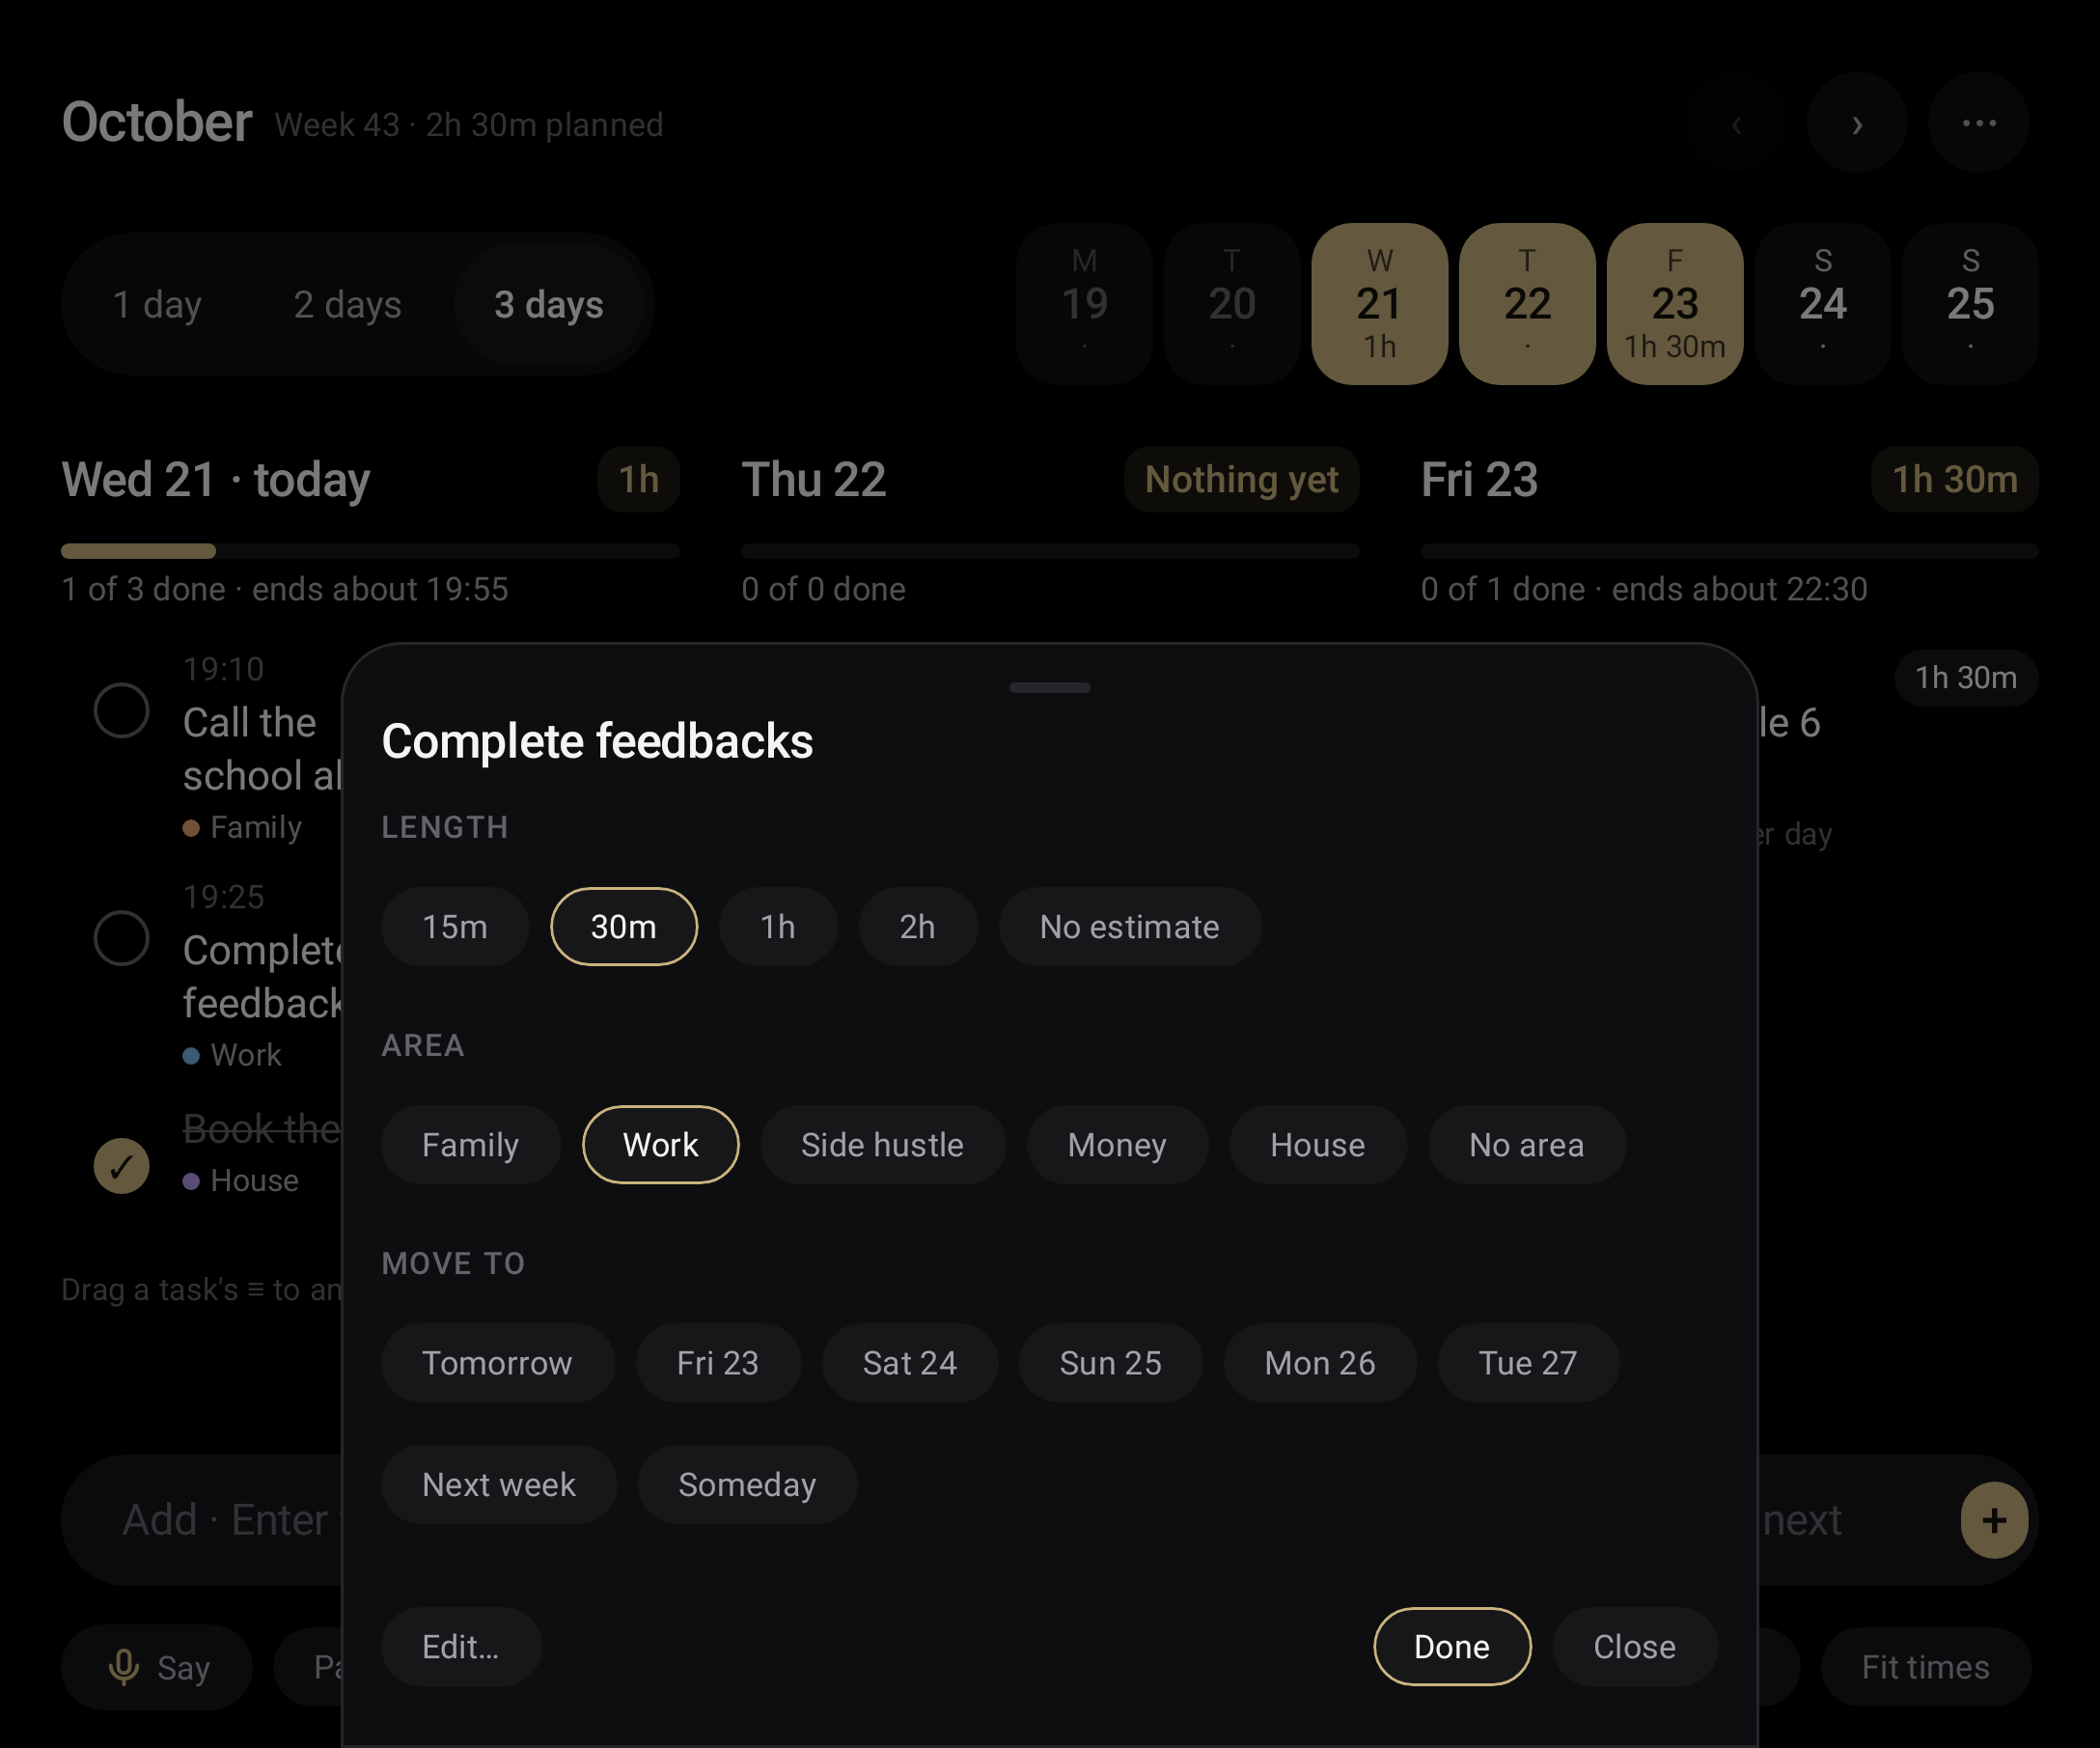 October Week 43 · 2h 30m planned
‹ › ···
1 day 2 days 3 days
M T W T F S S
19 20 21 22 23 24 25
· · 1h · 1h 30m · ·
Wed 21 · today 1h
Thu 22 Nothing yet
Fri 23 1h 30m
1 of 3 done · ends about 19:55
0 of 0 done
0 of 1 done · ends about 22:30
19:10
Call the
school
Family
19:25
Complete
feedback
Work
Book the
House
Drag a task's ≡ to
1h 30m
6
day
Complete feedbacks
LENGTH
15m 30m 1h 2h No estimate
AREA
Family Work Side hustle Money House No area
MOVE TO
Tomorrow Fri 23 Sat 24 Sun 25 Mon 26 Tue 27
Next week Someday
Edit… Done Close
Add · Enter
next +
Say
Fit times